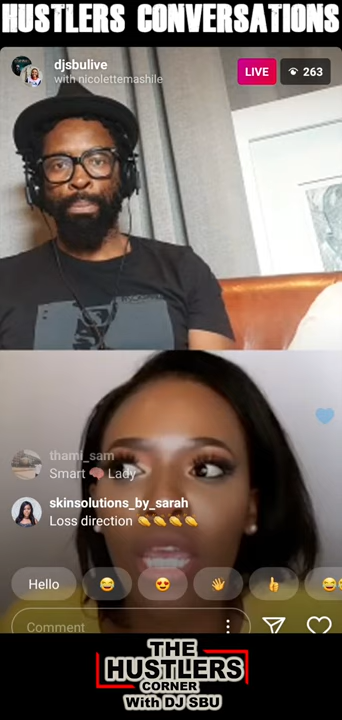 HUSTLERS CONVERSATIONS
djsbulive
with nicolettemashile
LIVE
263
thami_sam
Smart 🧠 Lady
skinsolutions_by_sarah
Loss direction 👏👏👏👏
Hello
Comment
THE
HUSTLERS
CORNER
With DJ SBU